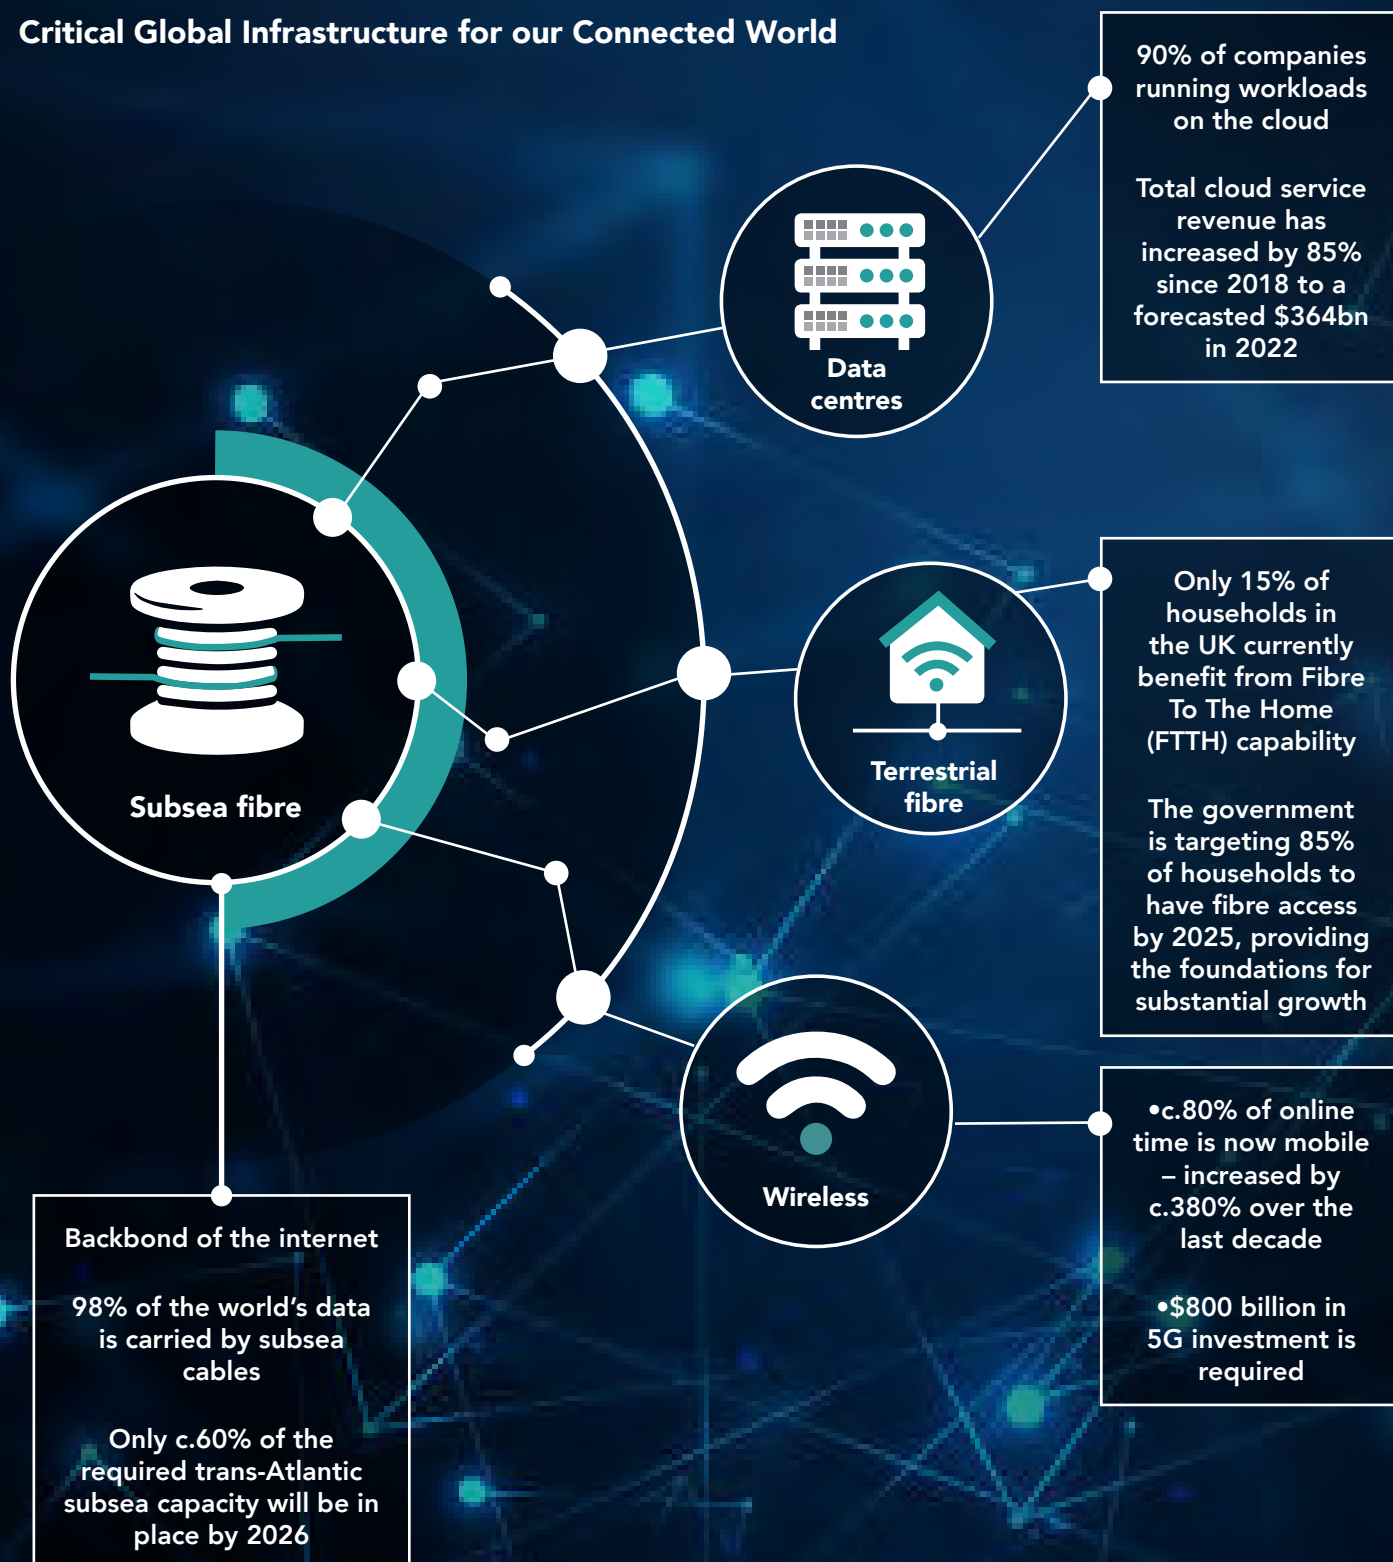 Critical Global Infrastructure for our Connected World
90% of companies
running workloads
on the cloud
Total cloud service
revenue has
increased by 85%
since 2018 to a
forecasted $364bn
in 2022
Data
centres
Only 15% of
households in
the UK currently
benefit from Fibre
To The Home
(FTTH) capability
The government
is targeting 85%
of households to
have fibre access
by 2025, providing
the foundations for
substantial growth
Terrestrial
fibre
Subsea fibre
•c.80% of online
time is now mobile
– increased by
c.380% over the
last decade
•$800 billion in
5G investment is
required
Wireless
Backbond of the internet
98% of the world’s data
is carried by subsea
cables
Only c.60% of the
required trans-Atlantic
subsea capacity will be in
place by 2026